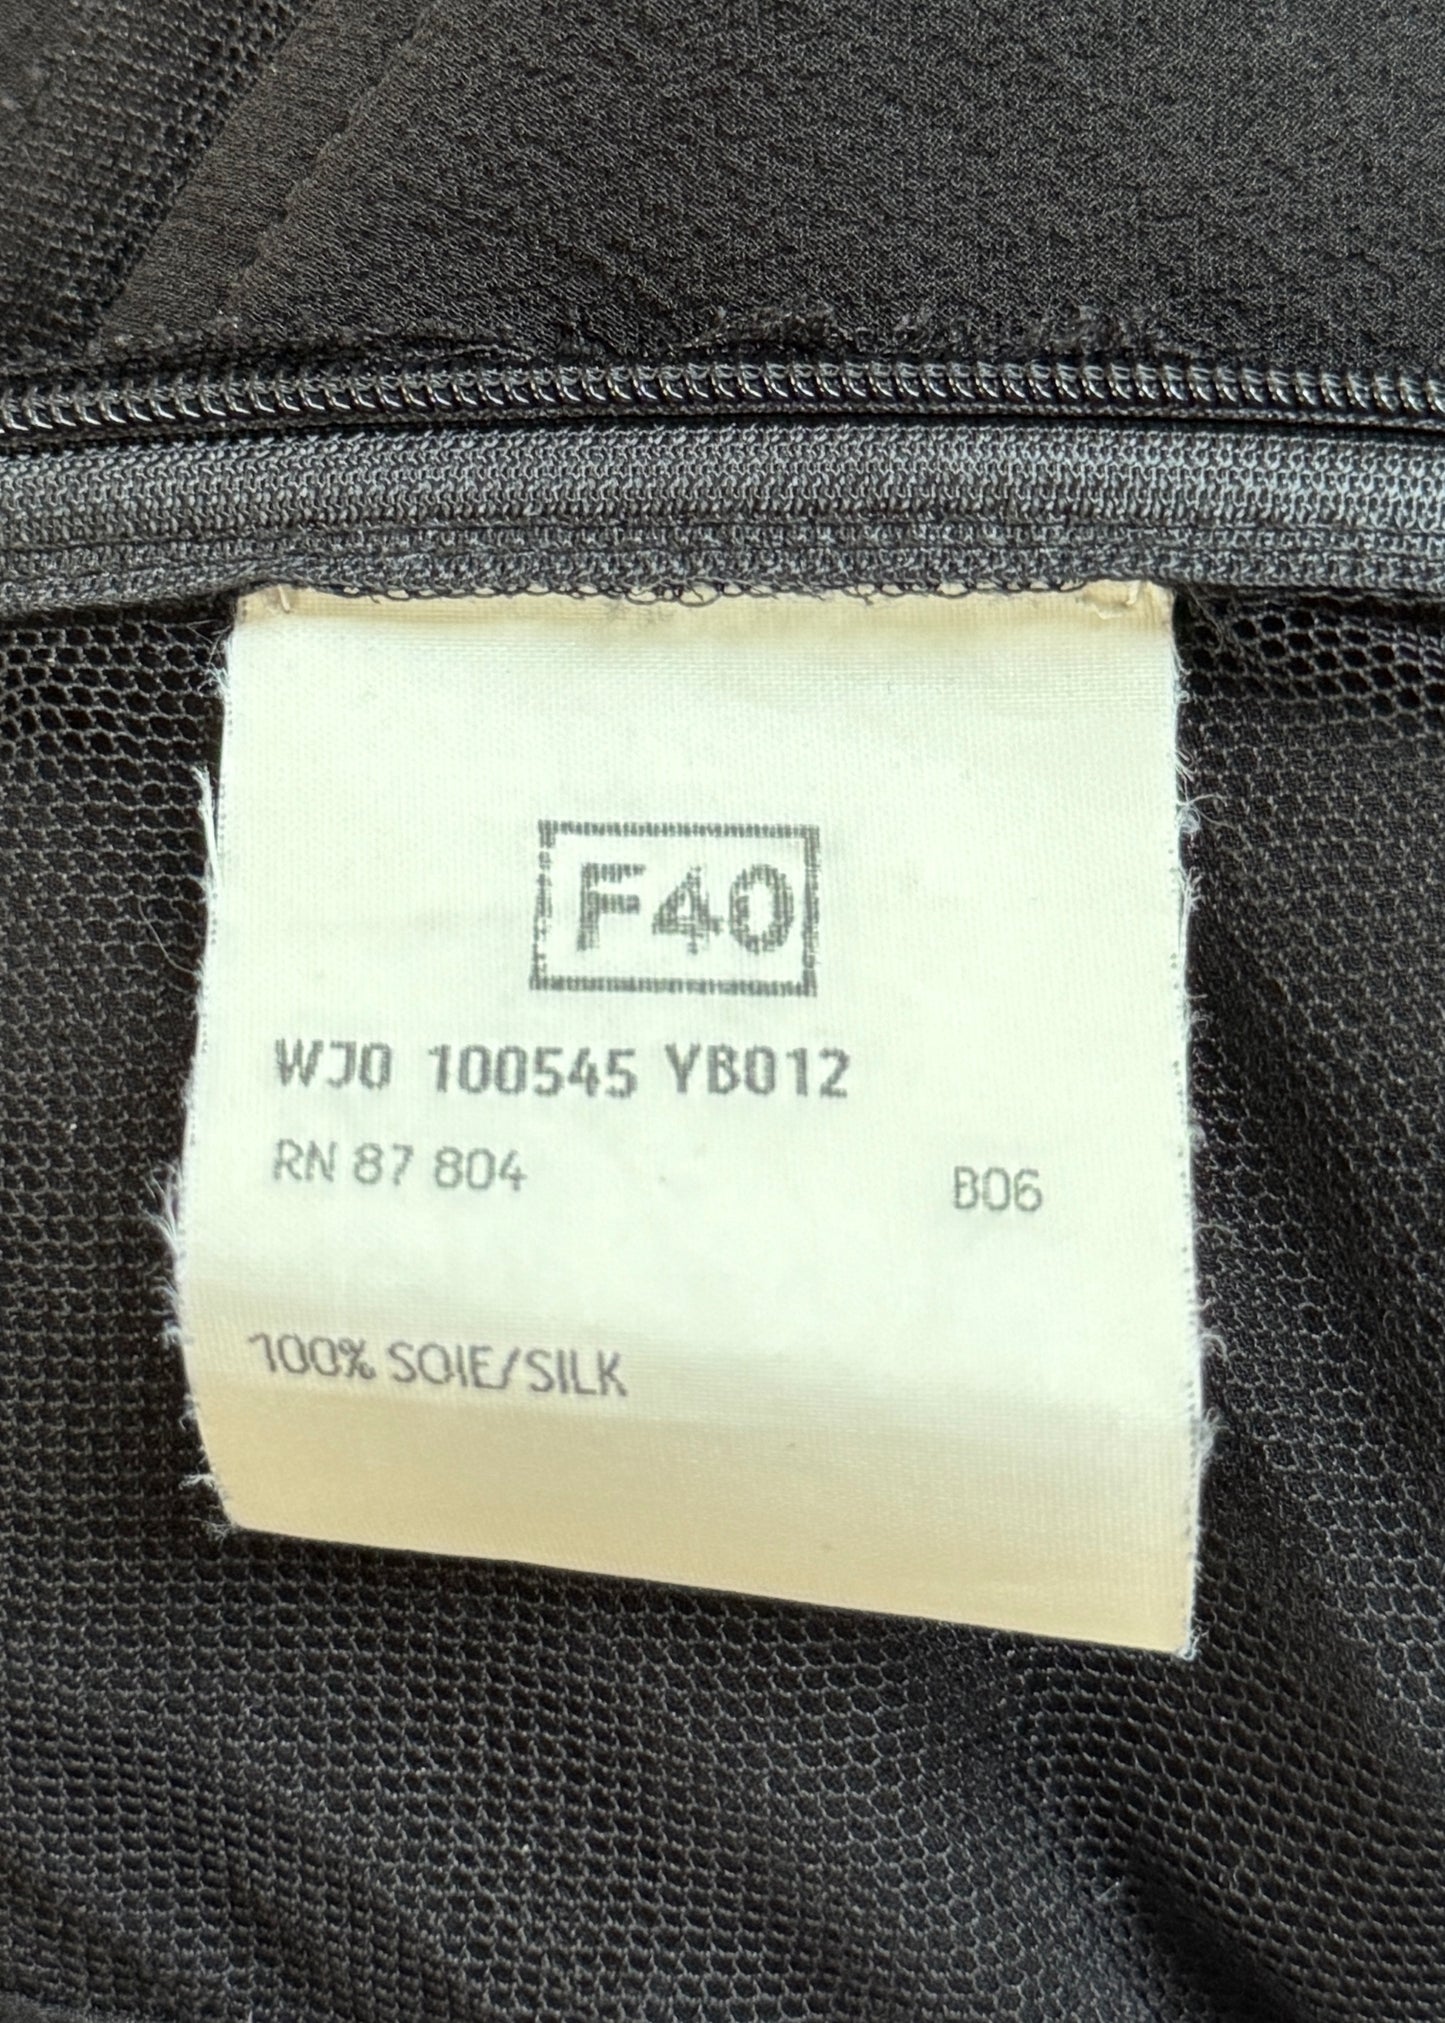 F40
WJ0 100545 YB012
RN 87 804
B06
100% SOIE/SILK